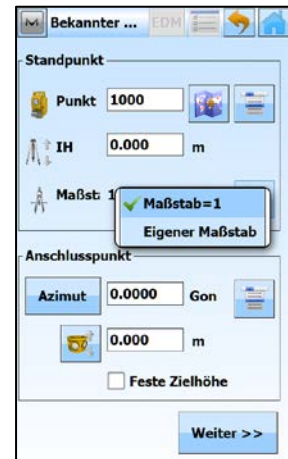 Bekannter ... EDM
Standpunkt
Punkt 1000
IH 0.000 m
Maßst: 1
Maßstab=1
Eigener Maßstab
Anschlusspunkt
Azimut 0.0000 Gon
0.000 m
Feste Zielhöhe
Weiter >>